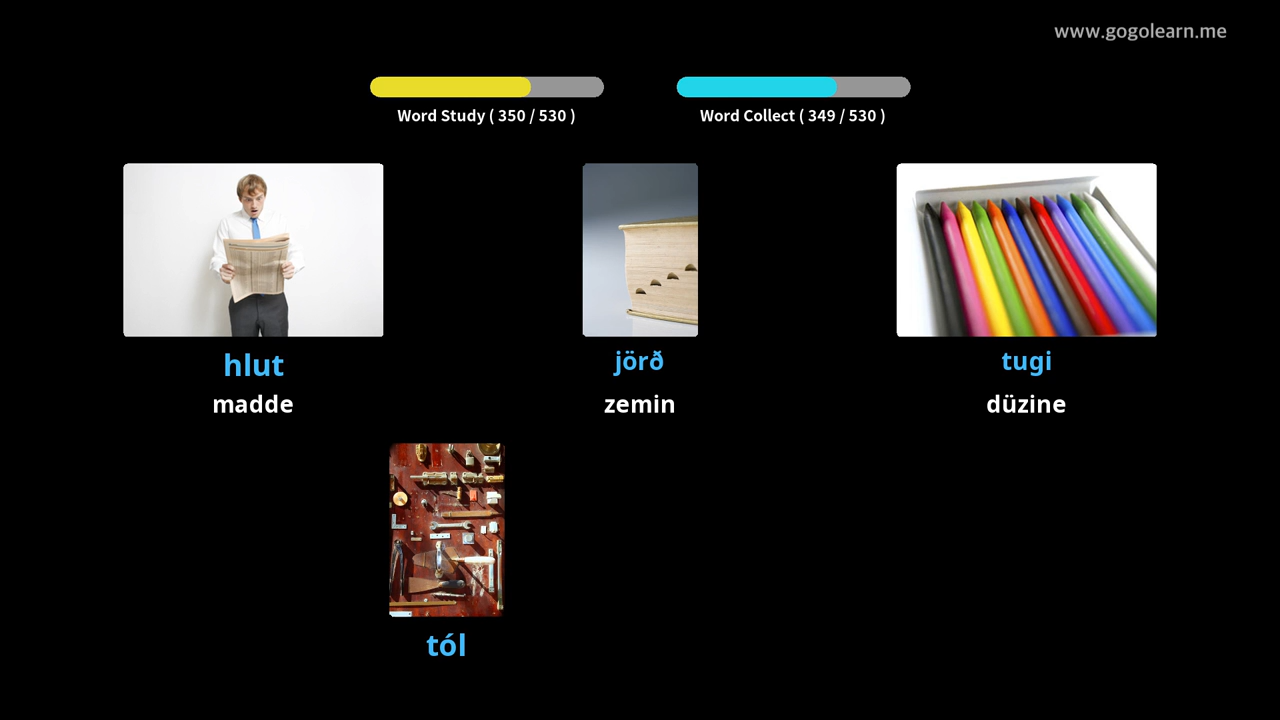 www.gogolearn.me
Word Study ( 350 / 530 )
Word Collect ( 349 / 530 )
hlut
madde
jörð
zemin
tugi
düzine
tól